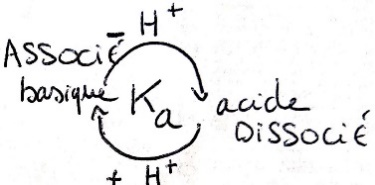 - H+
ASSOCIÉ
basique Ka acide
DISSOCIÉ
+ H+